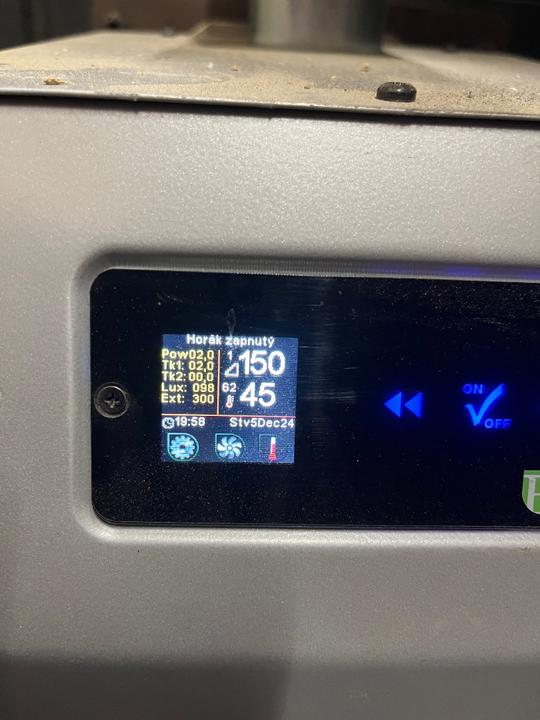 Horák zapnutý
Pow02,0
Tk1: 02,0
Tk2: 00,0
Lux: 098
Ext: 300
1 150
62 45
19:58 Stv5Dec24
ON
OFF